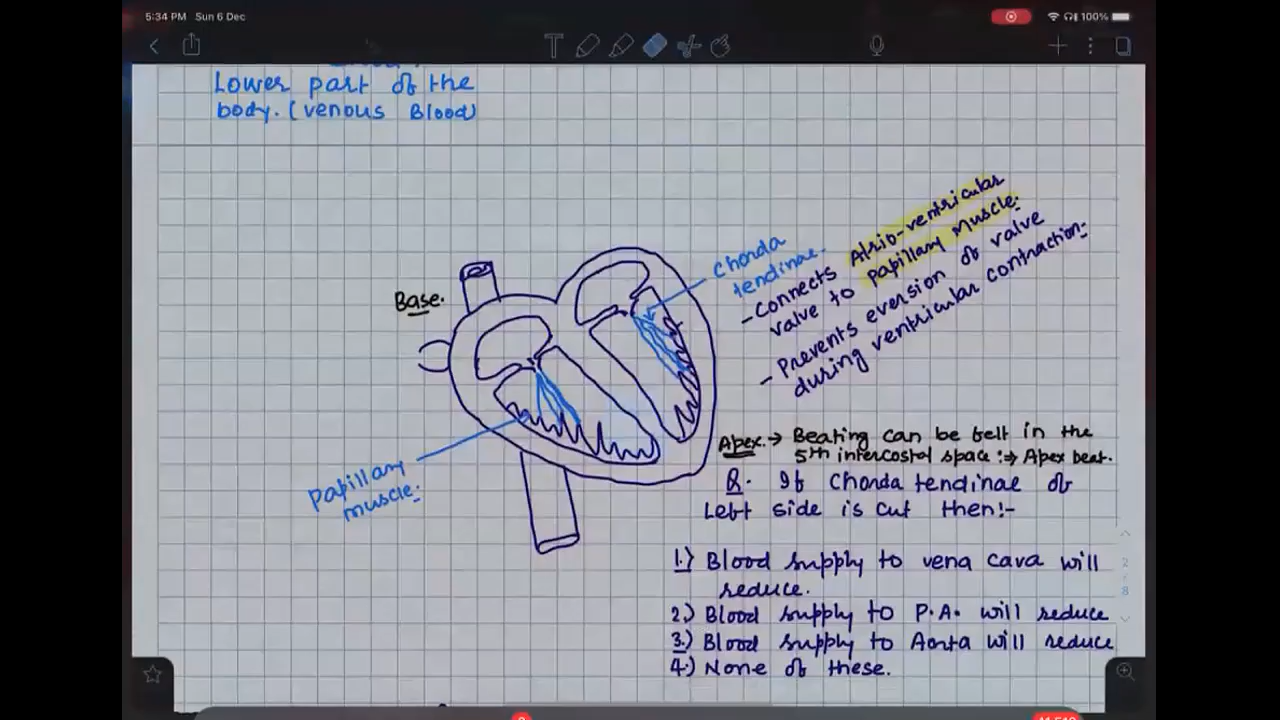 5:34 PM Sun 6 Dec
100%
Lower part of the
body. (venous Blood)
Base.
Chorda
tendinae.
- Connects Atrio-ventricular
valve to papillary muscle.
- Prevents eversion of valve
during ventricular contraction:-
Papillary
muscle:
Apex. → Beating can be felt in the
5th intercostal space :⇒ Apex beat.
Q. If Chorda tendinae of
Left side is cut then!-
1.) Blood supply to vena cava will
reduce.
2.) Blood supply to P.A. will reduce
3.) Blood supply to Aorta will reduce
4.) None of these.
2
8